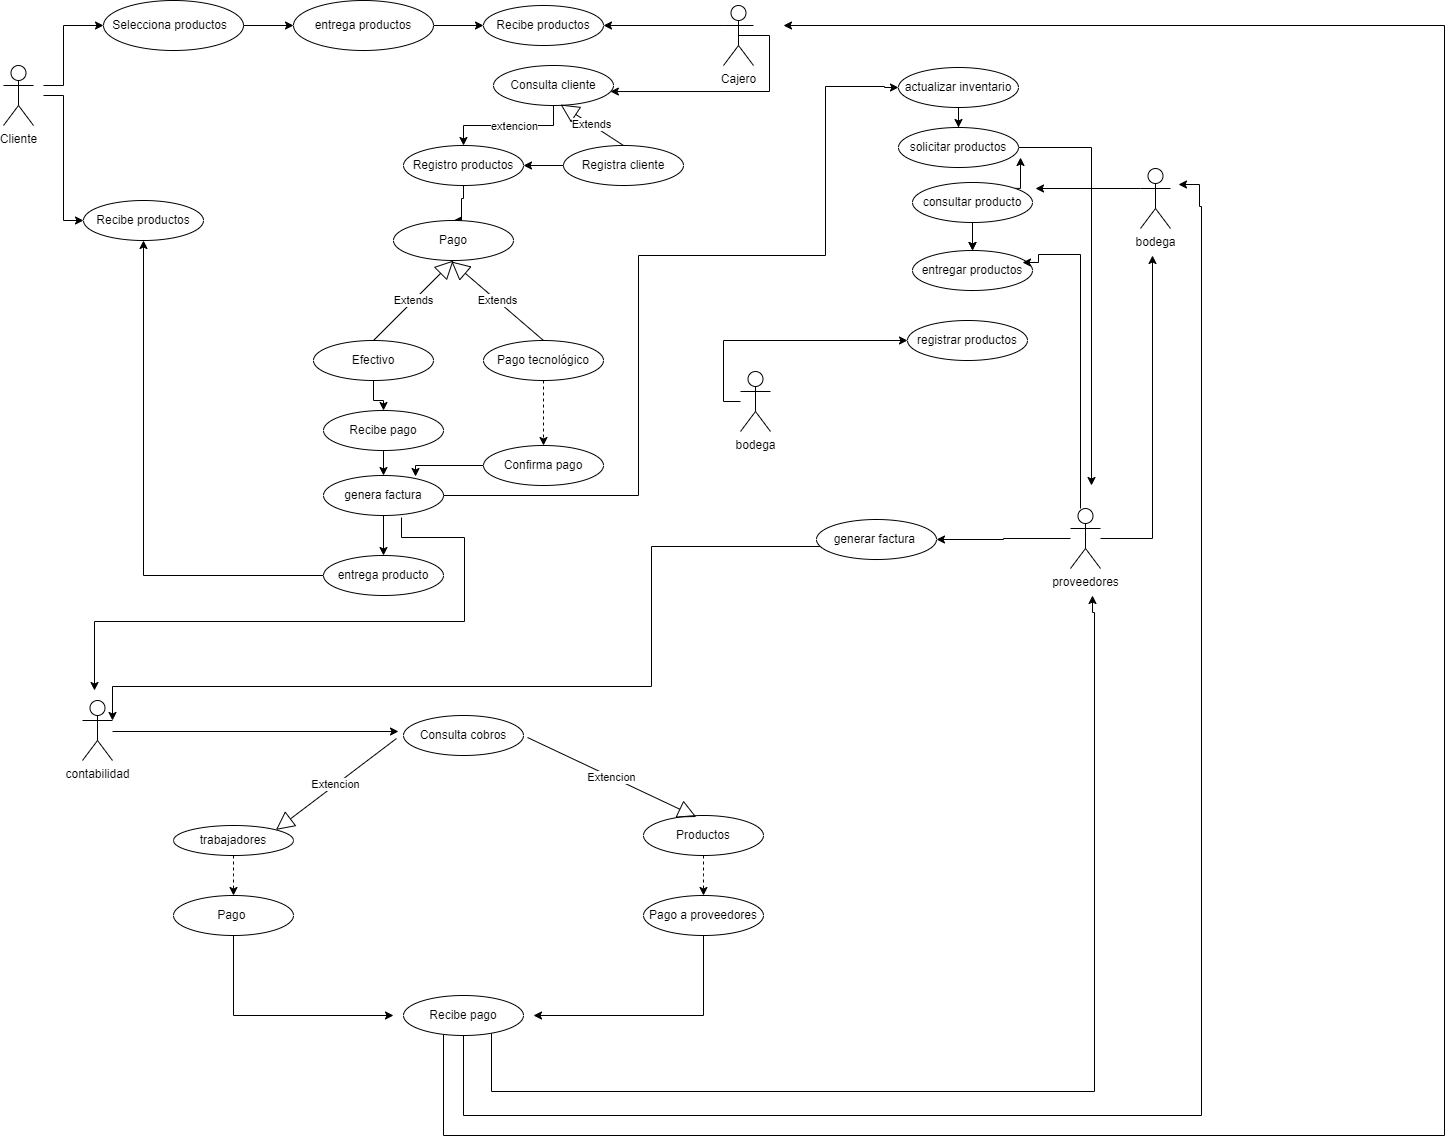 Selecciona productos
entrega productos
Recibe productos
Cajero
Cliente
Consulta cliente
extencion
Extends
Registro productos
Registra cliente
actualizar inventario
solicitar productos
consultar producto
bodega
entregar productos
Recibe productos
Pago
Extends
Extends
Efectivo
Pago tecnológico
registrar productos
bodega
Recibe pago
Confirma pago
genera factura
generar factura
proveedores
entrega producto
contabilidad
Consulta cobros
Extencion
Extencion
trabajadores
Productos
Pago
Pago a proveedores
Recibe pago